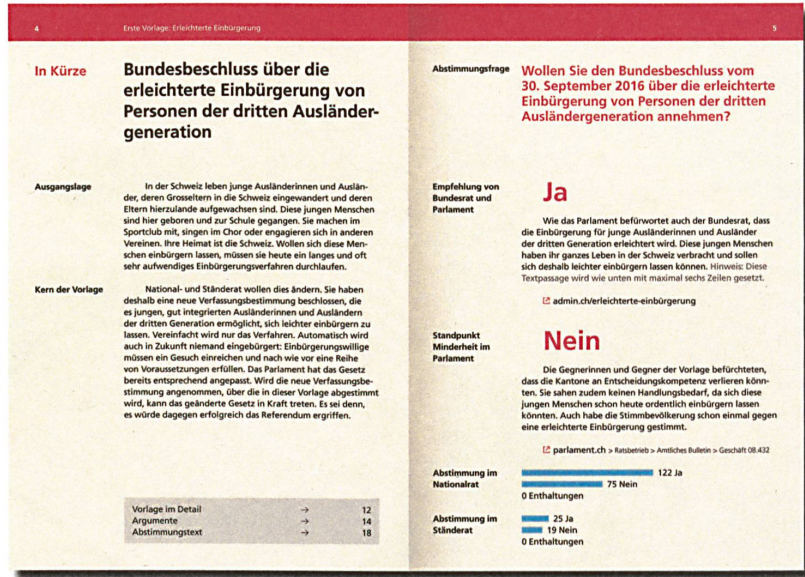 4
Erste Vorlage: Erleichterte Einbürgerung
In Kürze
Bundesbeschluss über die
erleichterte Einbürgerung von
Personen der dritten Ausländer-
generation
Ausgangslage
In der Schweiz leben junge Ausländerinnen und Auslän-
der, deren Grosseltern in die Schweiz eingewandert und deren
Eltern hierzulande aufgewachsen sind. Diese jungen Menschen
sind hier geboren und zur Schule gegangen. Sie machen im
Sportclub mit, singen im Chor oder engagieren sich in anderen
Vereinen. Ihre Heimat ist die Schweiz. Wollen sich diese Men-
schen einbürgern lassen, müssen sie heute ein langes und oft
sehr aufwendiges Einbürgerungsverfahren durchlaufen.
Kern der Vorlage
National- und Ständerat wollen dies ändern. Sie haben
deshalb eine neue Verfassungsbestimmung beschlossen, die
es jungen, gut integrierten Ausländerinnen und Ausländern
der dritten Generation ermöglicht, sich leichter einbürgern zu
lassen. Vereinfacht wird nur das Verfahren. Automatisch wird
auch in Zukunft niemand eingebürgert: Einbürgerungswillige
müssen ein Gesuch einreichen und nach wie vor eine Reihe
von Voraussetzungen erfüllen. Das Parlament hat das Gesetz
bereits entsprechend angepasst. Wird die neue Verfassungsbe-
stimmung angenommen, über die in dieser Vorlage abgestimmt
wird, kann das geänderte Gesetz in Kraft treten. Es sei denn,
es würde dagegen erfolgreich das Referendum ergriffen.
Vorlage im Detail → 12
Argumente → 14
Abstimmungstext → 18
5
Abstimmungsfrage
Wollen Sie den Bundesbeschluss vom
30. September 2016 über die erleichterte
Einbürgerung von Personen der dritten
Ausländergeneration annehmen?
Empfehlung von
Bundesrat und
Parlament
Ja
Wie das Parlament befürwortet auch der Bundesrat, dass
die Einbürgerung für junge Ausländerinnen und Ausländer
der dritten Generation erleichtert wird. Diese jungen Menschen
haben ihr ganzes Leben in der Schweiz verbracht und sollen
sich deshalb leichter einbürgern lassen können. Hinweis: Diese
Textpassage wird wie unten mit maximal sechs Zeilen gesetzt.
admin.ch/erleichterte-einbürgerung
Standpunkt
Minderheit im
Parlament
Nein
Die Gegnerinnen und Gegner der Vorlage befürchteten,
dass die Kantone an Entscheidungskompetenz verlieren könn-
ten. Sie sahen zudem keinen Handlungsbedarf, da sich diese
jungen Menschen schon heute ordentlich einbürgern lassen
könnten. Auch habe die Stimmbevölkerung schon einmal gegen
eine erleichterte Einbürgerung gestimmt.
parlament.ch > Ratsbetrieb > Amtliches Bulletin > Geschäft 08.432
Abstimmung im
Nationalrat
122 Ja
75 Nein
0 Enthaltungen
Abstimmung im
Ständerat
25 Ja
19 Nein
0 Enthaltungen